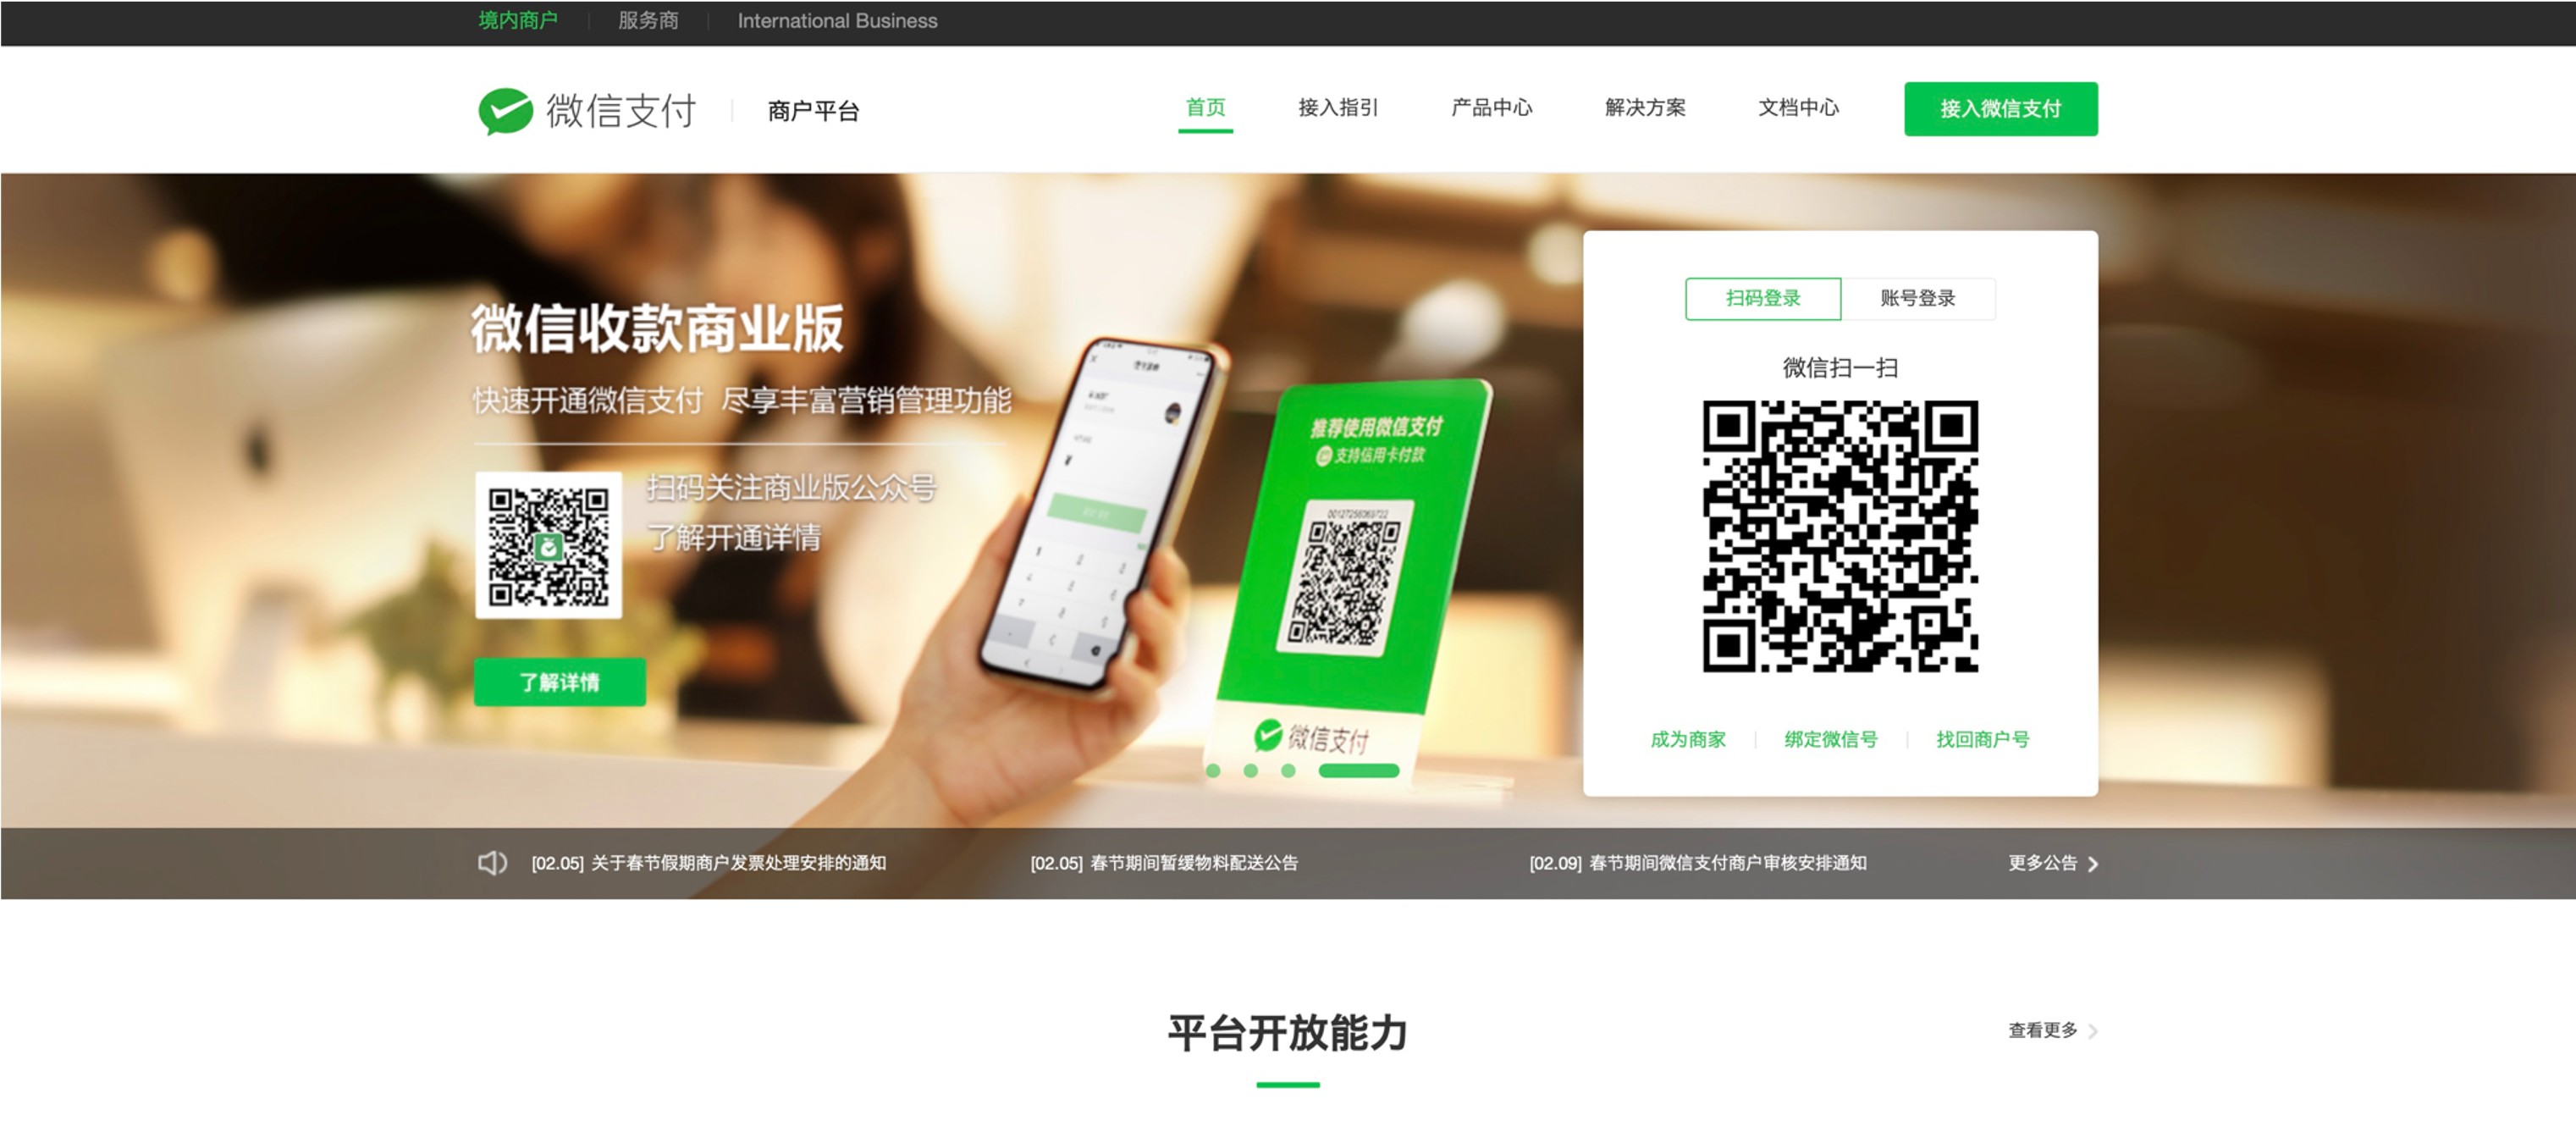 境内商户 服务商 International Business
微信支付 商户平台 首页 接入指引 产品中心 解决方案 文档中心 接入微信支付
微信收款商业版
快速开通微信支付 尽享丰富营销管理功能
扫码关注商业版公众号
了解开通详情
了解详情
推荐使用微信支付
支持信用卡付款
微信支付
扫码登录 账号登录
微信扫一扫
成为商家 绑定微信号 找回商户号
[02.05] 关于春节假期商户发票处理安排的通知 [02.05] 春节期间暂缓物料配送公告 [02.09] 春节期间微信支付商户审核安排通知 更多公告
平台开放能力 查看更多